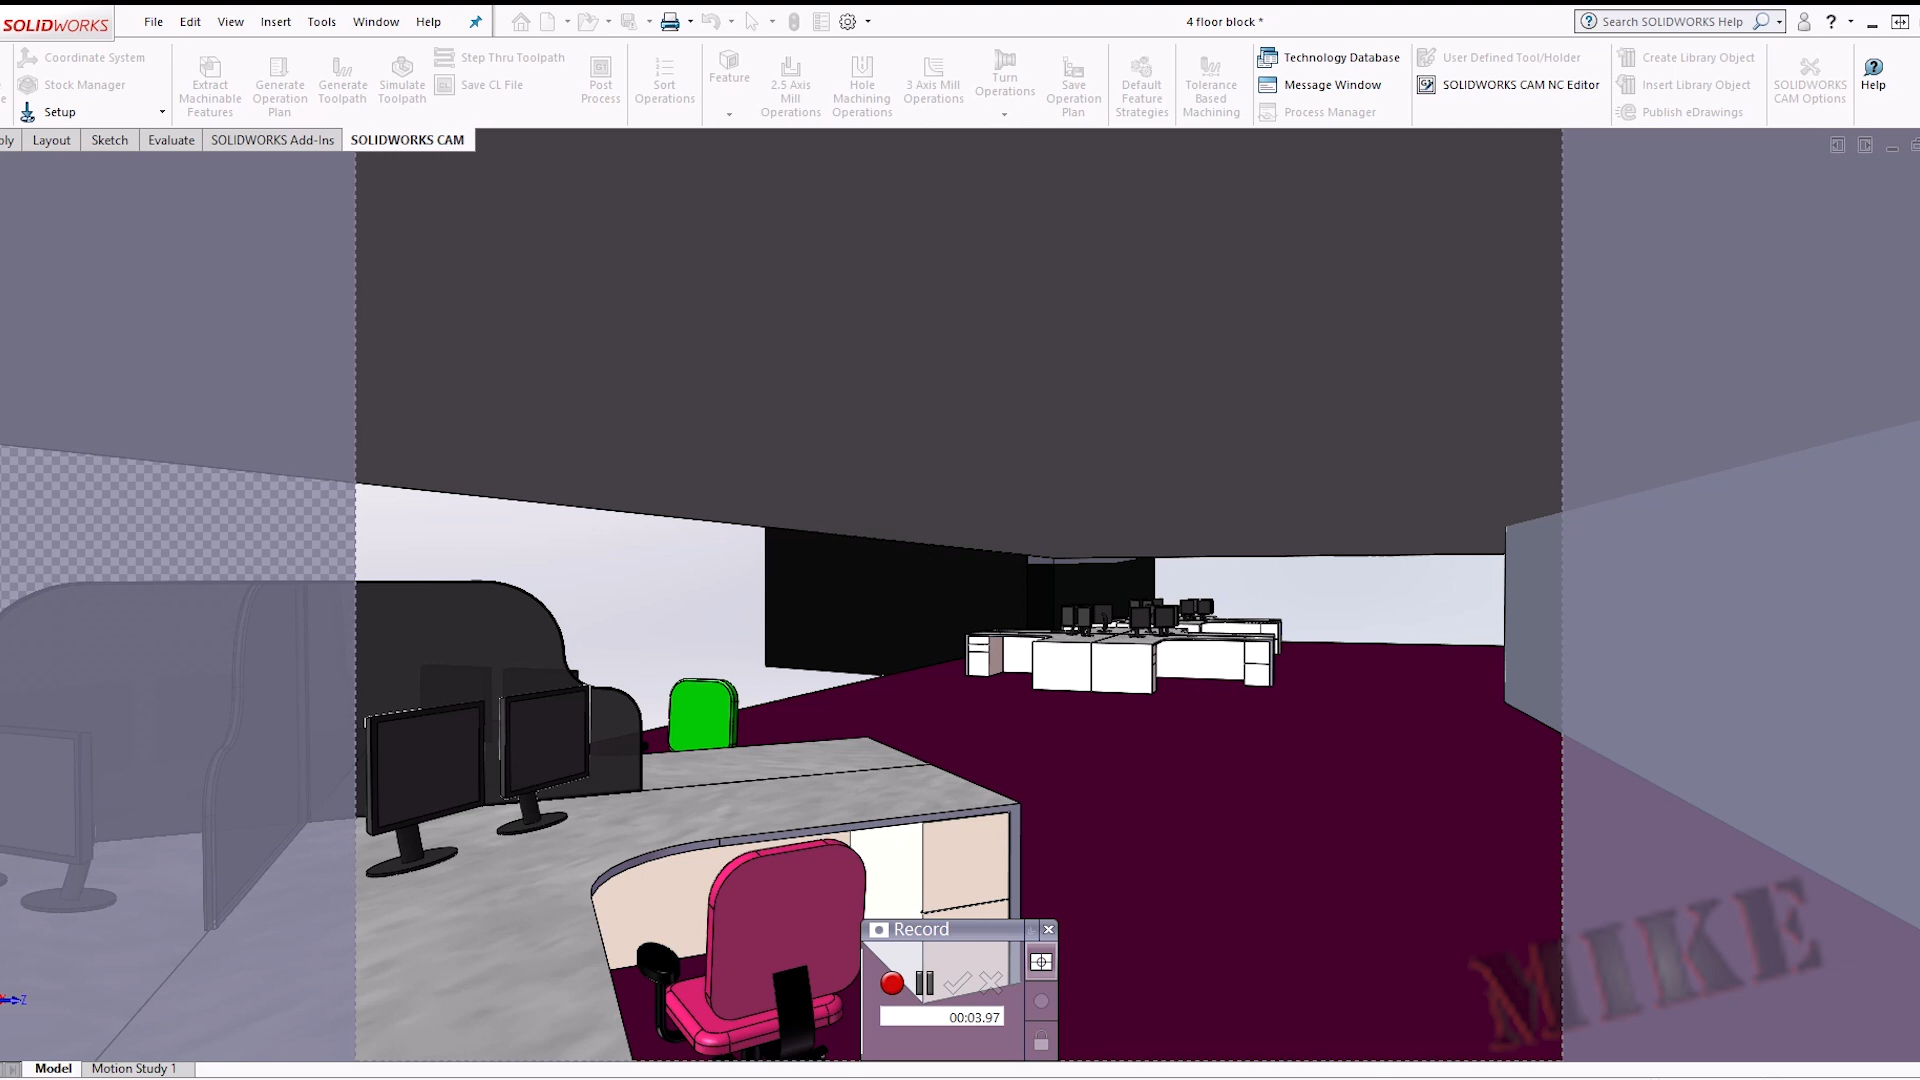 SOLIDWORKS File Edit View Insert Tools Window Help 4 floor block * Search SOLIDWORKS Help ?
Coordinate System
Stock Manager
Setup
Extract Machinable Features
Generate Operation Plan
Generate Toolpath
Simulate Toolpath
Step Thru Toolpath
Save CL File
Post Process
Sort Operations
Feature
2.5 Axis Mill Operations
Hole Machining Operations
3 Axis Mill Operations
Turn Operations
Save Operation Plan
Default Feature Strategies
Tolerance Based Machining
Technology Database
Message Window
Process Manager
User Defined Tool/Holder
SOLIDWORKS CAM NC Editor
Create Library Object
Insert Library Object
Publish eDrawings
SOLIDWORKS CAM Options
Help
bly Layout Sketch Evaluate SOLIDWORKS Add-Ins SOLIDWORKS CAM
Record
00:03.97
Z
MIKE
Model Motion Study 1